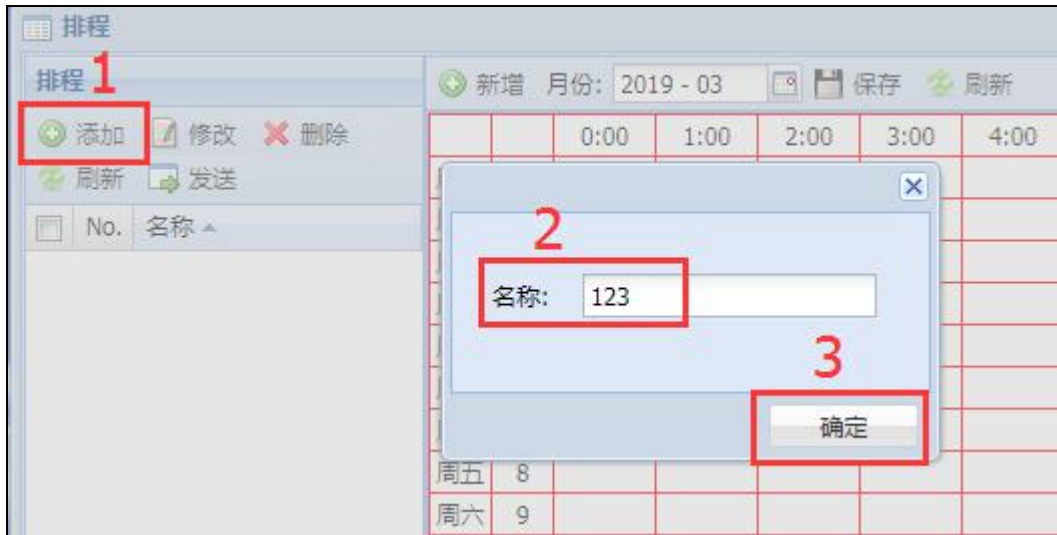 排程
排程 1
新增 月份: 2019 - 03 保存 刷新
添加 修改 删除
刷新 发送
No. 名称
0:00 1:00 2:00 3:00 4:00
2
名称: 123
3
确定
周五 8
周六 9